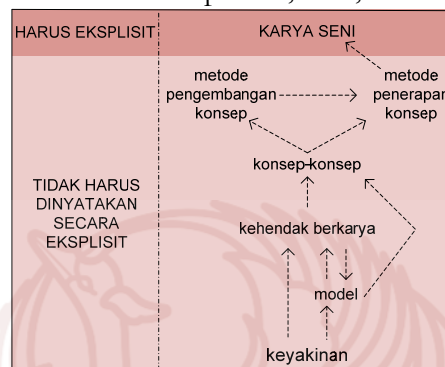 HARUS EKSPLISIT
KARYA SENI
metode
pengembangan
konsep
metode
penerapan
konsep
konsep-konsep
TIDAK HARUS
DINYATAKAN
SECARA
EKSPLISIT
kehendak berkarya
model
keyakinan